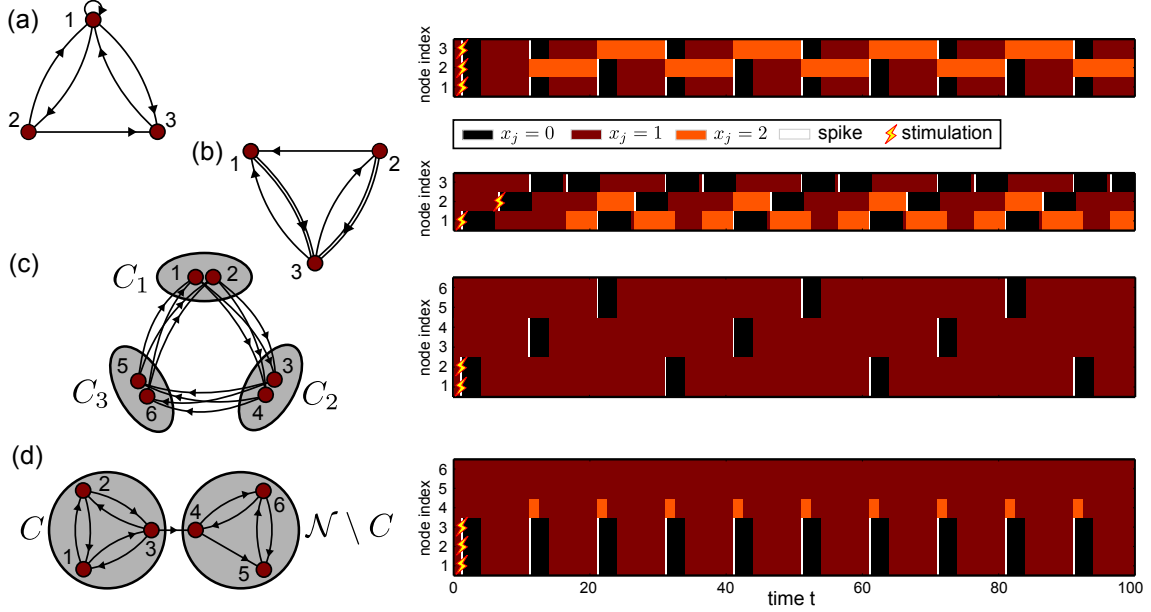 (a)
1
2
3
node index
3
2
1
x_j = 0
x_j = 1
x_j = 2
spike
stimulation
(b)
1
2
3
node index
3
2
1
(c)
C_1
1
2
C_3
5
6
3
4
C_2
node index
6
5
4
3
2
1
(d)
C
2
1
3
4
6
5
𝒩 \ C
node index
6
5
4
3
2
1
0 20 40 60 80 100
time t